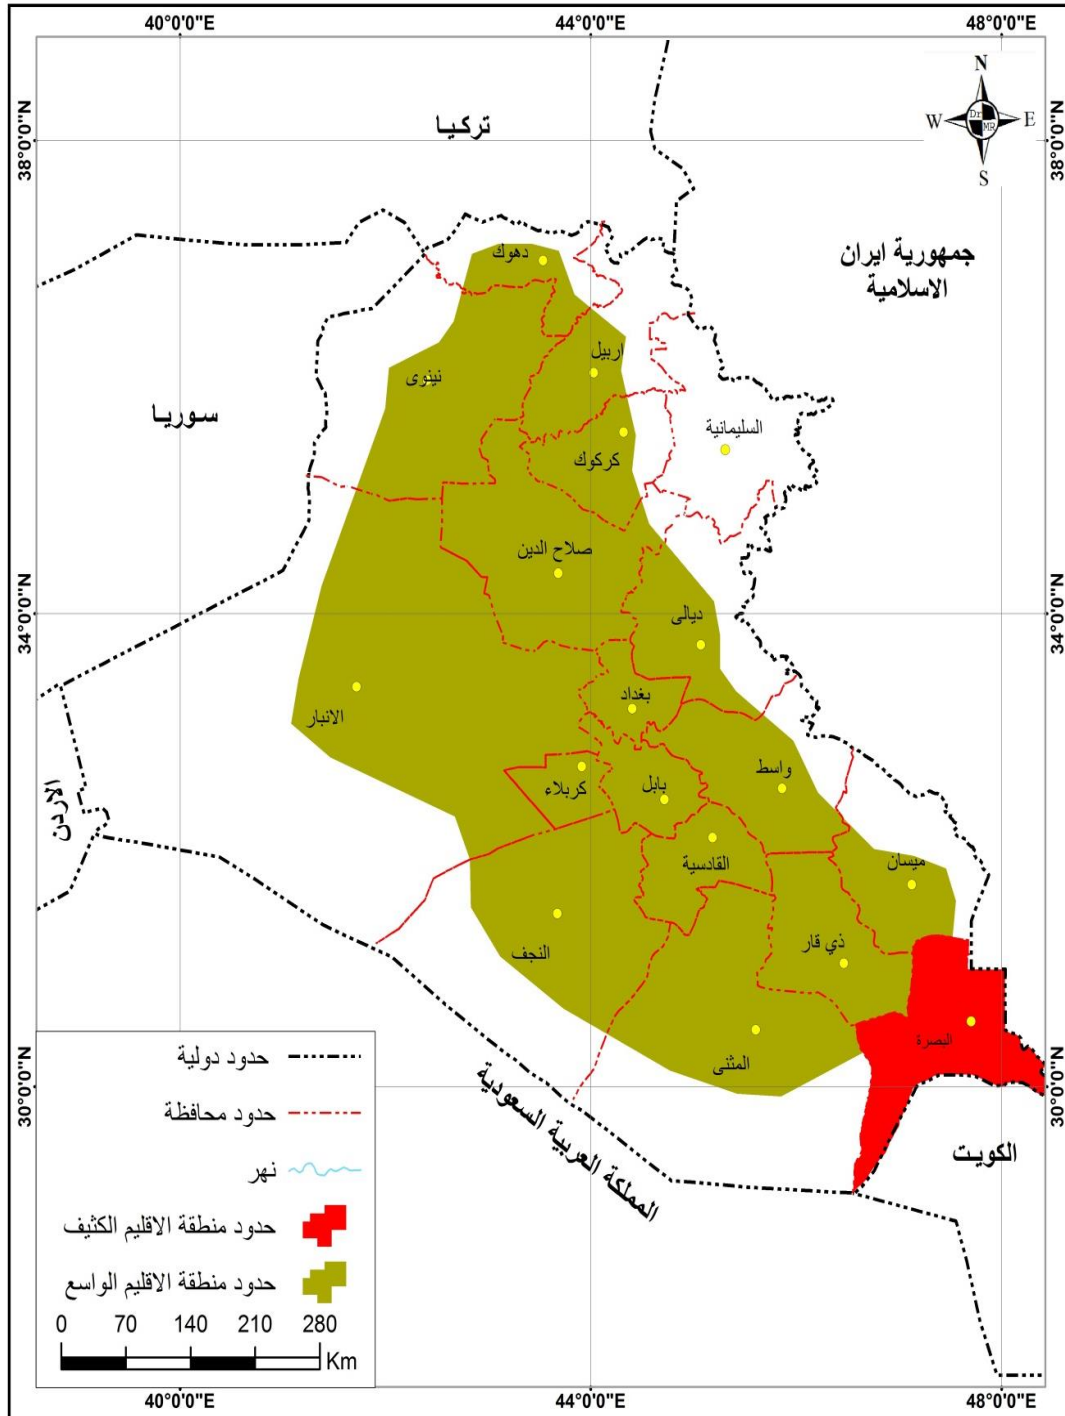 40°0'0"E 44°0'0"E 48°0'0"E
N
W E
Dr
MR
S
38°0'0"N 38°0'0"N
تركيا
جمهورية ايران
الاسلامية
دهوك
اربيل
نينوى
سوريا
السليمانية
كركوك
صلاح الدين
34°0'0"N 34°0'0"N
ديالى
بغداد
الانبار
واسط
بابل
كربلاء
الاردن
القادسية
ميسان
النجف
ذي قار
البصرة
المثنى
30°0'0"N 30°0'0"N
الكويت
المملكة العربية السعودية
حدود دولية
حدود محافظة
نهر
حدود منطقة الاقليم الكثيف
حدود منطقة الاقليم الواسع
0 70 140 210 280
Km
40°0'0"E 44°0'0"E 48°0'0"E